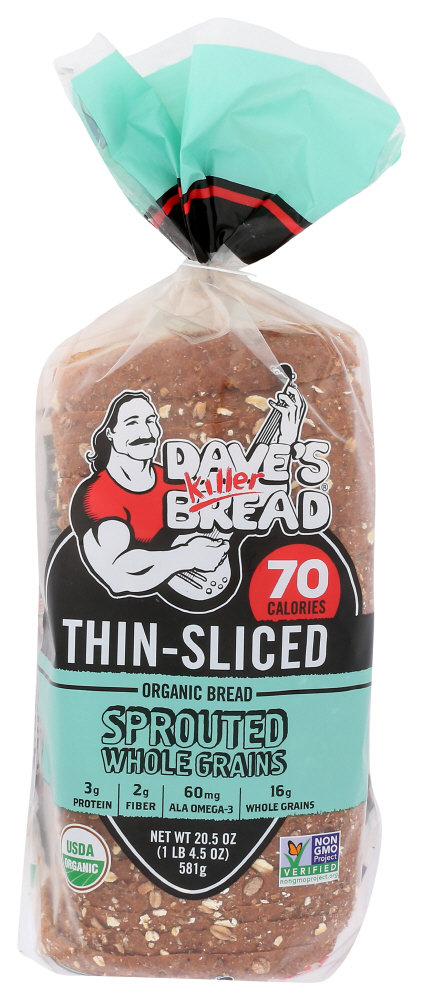 DAVE'S
Killer
BREAD®
70
CALORIES
THIN-SLICED
ORGANIC BREAD
SPROUTED
WHOLE GRAINS
3g PROTEIN
2g FIBER
60mg ALA OMEGA-3
16g WHOLE GRAINS
NET WT 20.5 OZ
(1 LB 4.5 OZ)
581g
USDA
ORGANIC
NON
GMO
Project
VERIFIED
nongmoproject.org